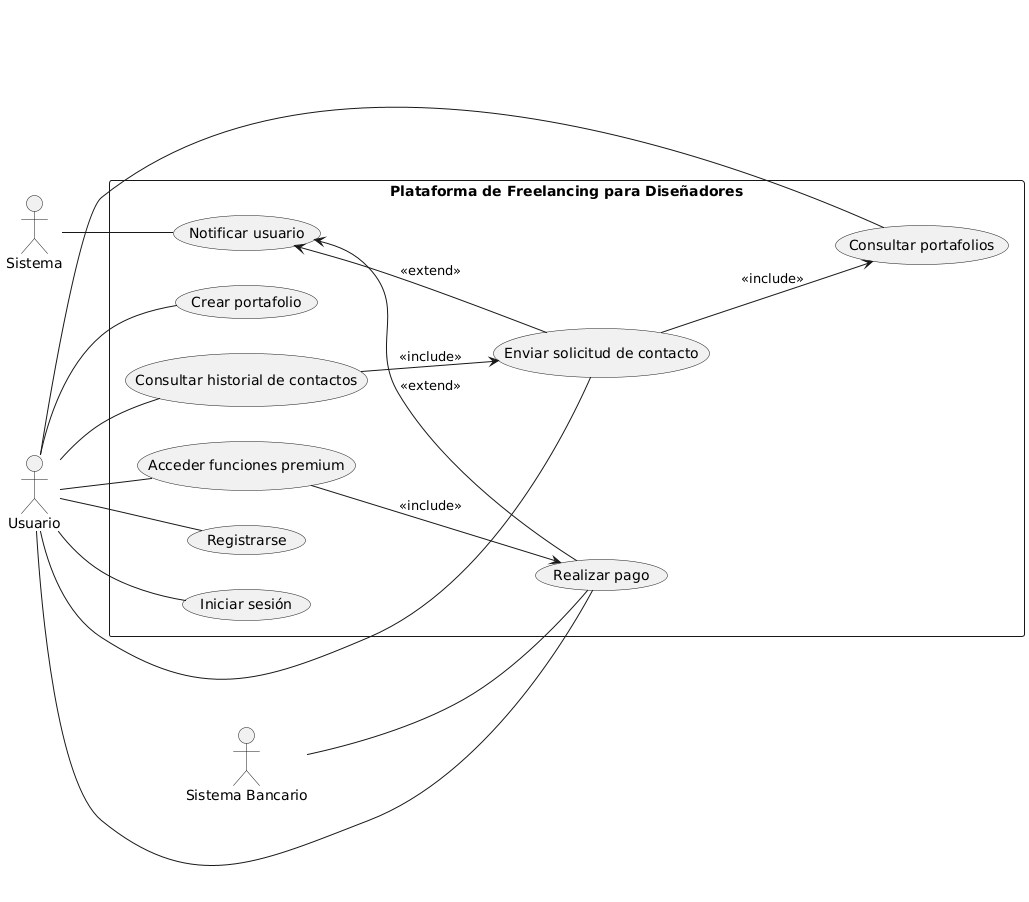 Plataforma de Freelancing para Diseñadores
Sistema
Notificar usuario
Consultar portafolios
«extend»
«include»
Crear portafolio
Enviar solicitud de contacto
«include»
Consultar historial de contactos
«extend»
Acceder funciones premium
«include»
Usuario
Registrarse
Realizar pago
Iniciar sesión
Sistema Bancario